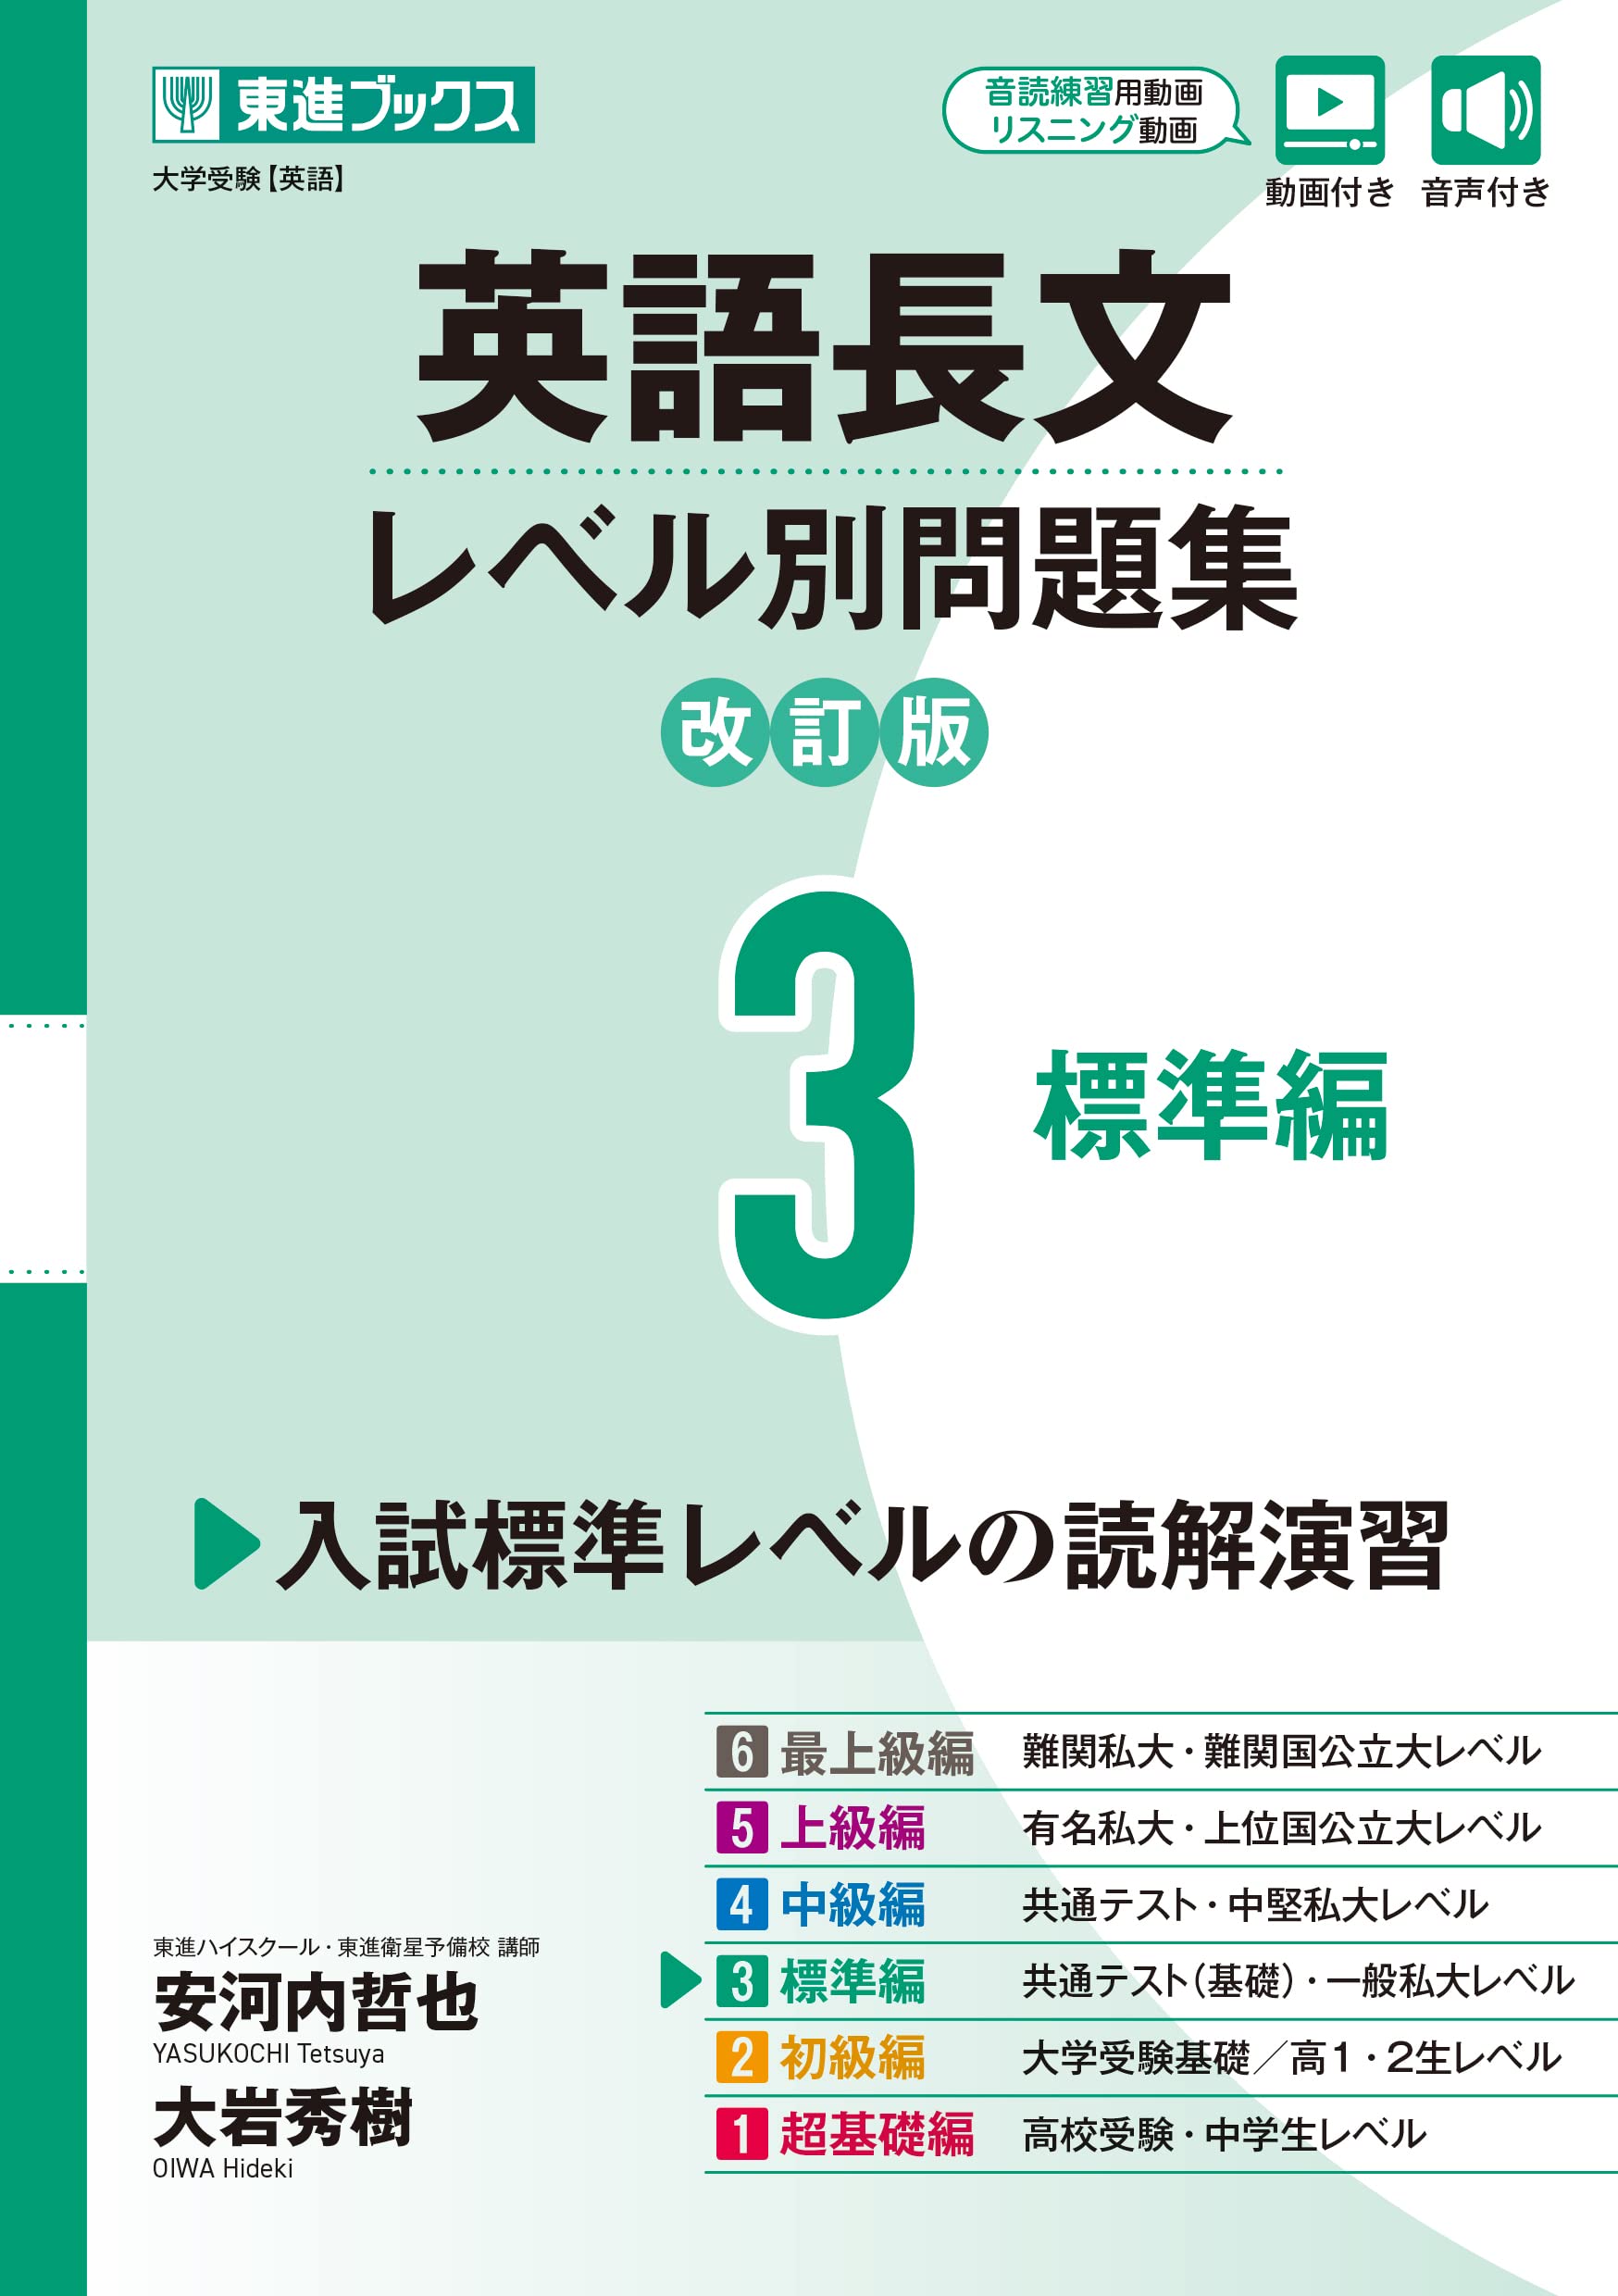 東進ブックス
大学受験【英語】
音読練習用動画
リスニング動画
動画付き
音声付き
英語長文
レベル別問題集
改訂版
3
標準編
入試標準レベルの読解演習
6 最上級編 難関私大・難関国公立大レベル
5 上級編 有名私大・上位国公立大レベル
4 中級編 共通テスト・中堅私大レベル
3 標準編 共通テスト(基礎)・一般私大レベル
2 初級編 大学受験基礎/高1・2生レベル
1 超基礎編 高校受験・中学生レベル
東進ハイスクール・東進衛星予備校 講師
安河内哲也
YASUKOCHI Tetsuya
大岩秀樹
OIWA Hideki